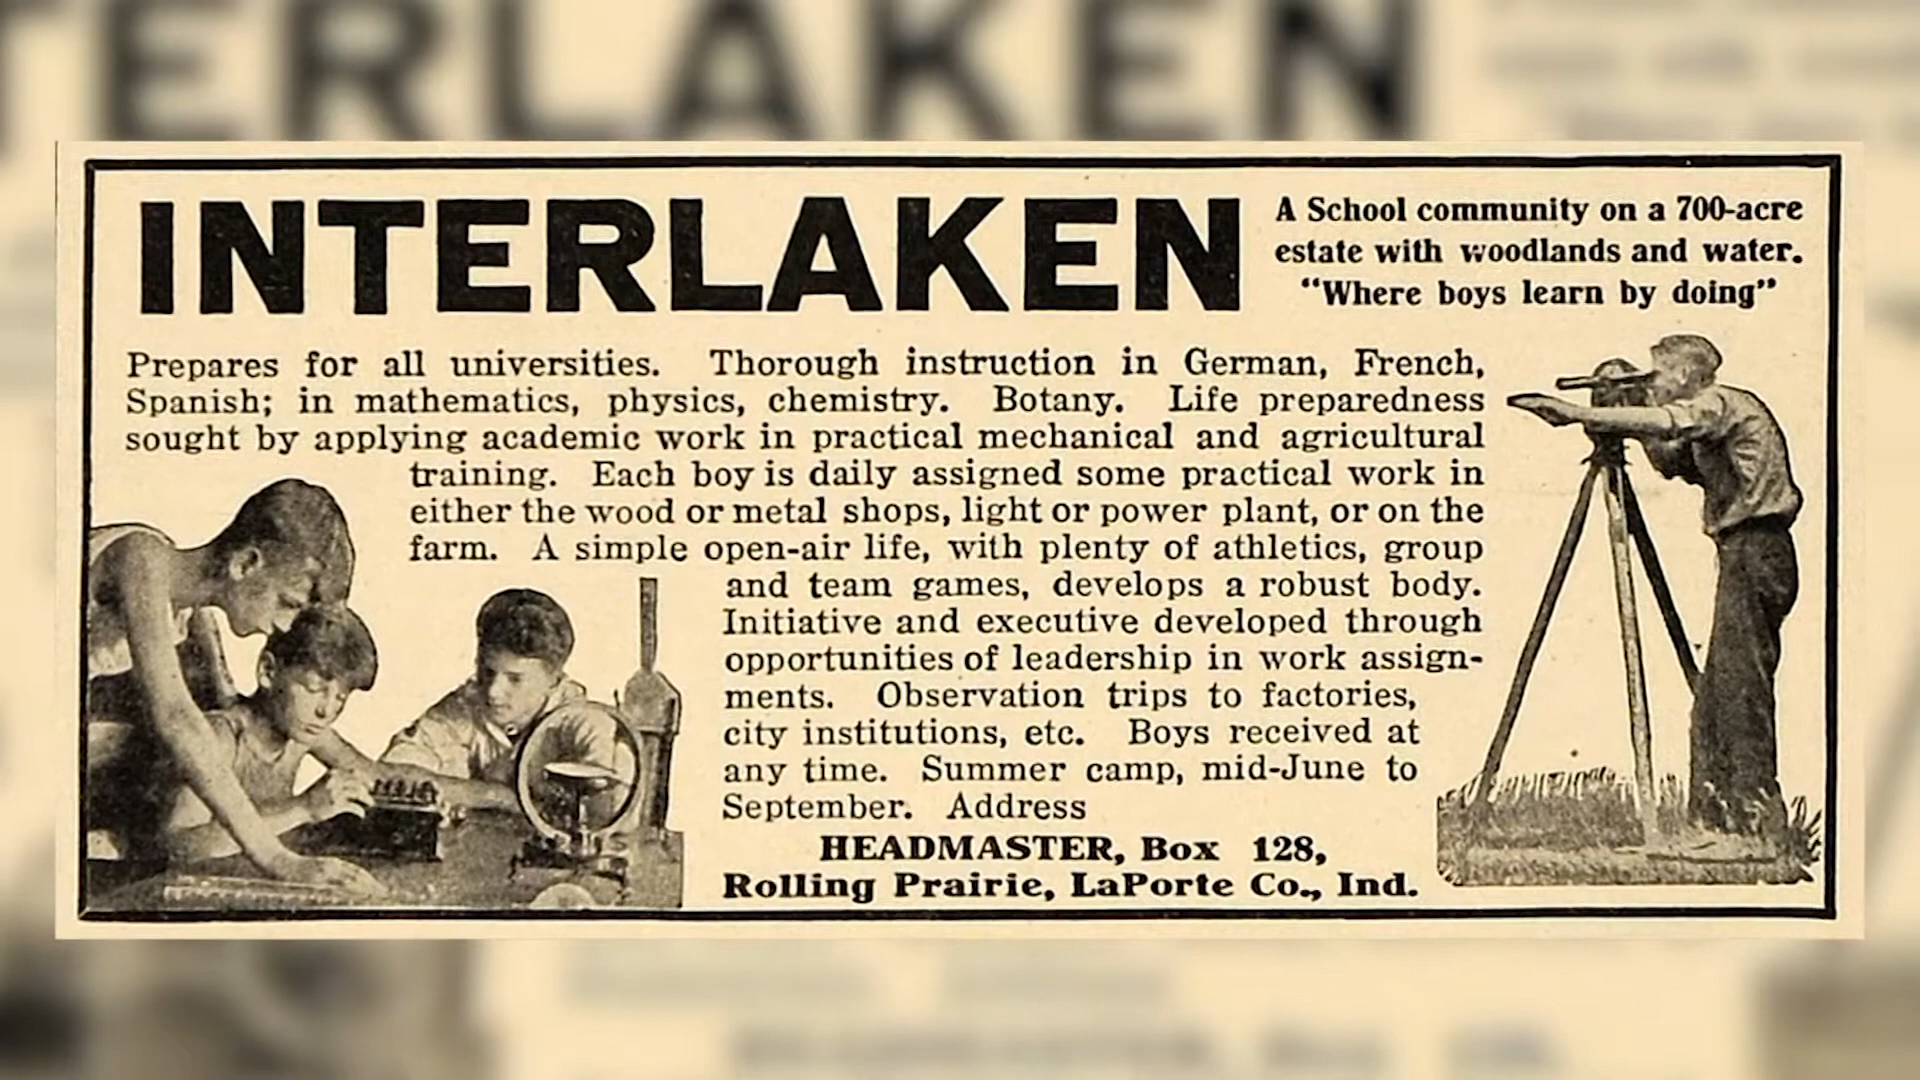 INTERLAKEN
A School community on a 700-acre
estate with woodlands and water.
"Where boys learn by doing"
Prepares for all universities. Thorough instruction in German, French,
Spanish; in mathematics, physics, chemistry. Botany. Life preparedness
sought by applying academic work in practical mechanical and agricultural
training. Each boy is daily assigned some practical work in
either the wood or metal shops, light or power plant, or on the
farm. A simple open-air life, with plenty of athletics, group
and team games, develops a robust body.
Initiative and executive developed through
opportunities of leadership in work assign-
ments. Observation trips to factories,
city institutions, etc. Boys received at
any time. Summer camp, mid-June to
September. Address
HEADMASTER, Box 128,
Rolling Prairie, LaPorte Co., Ind.